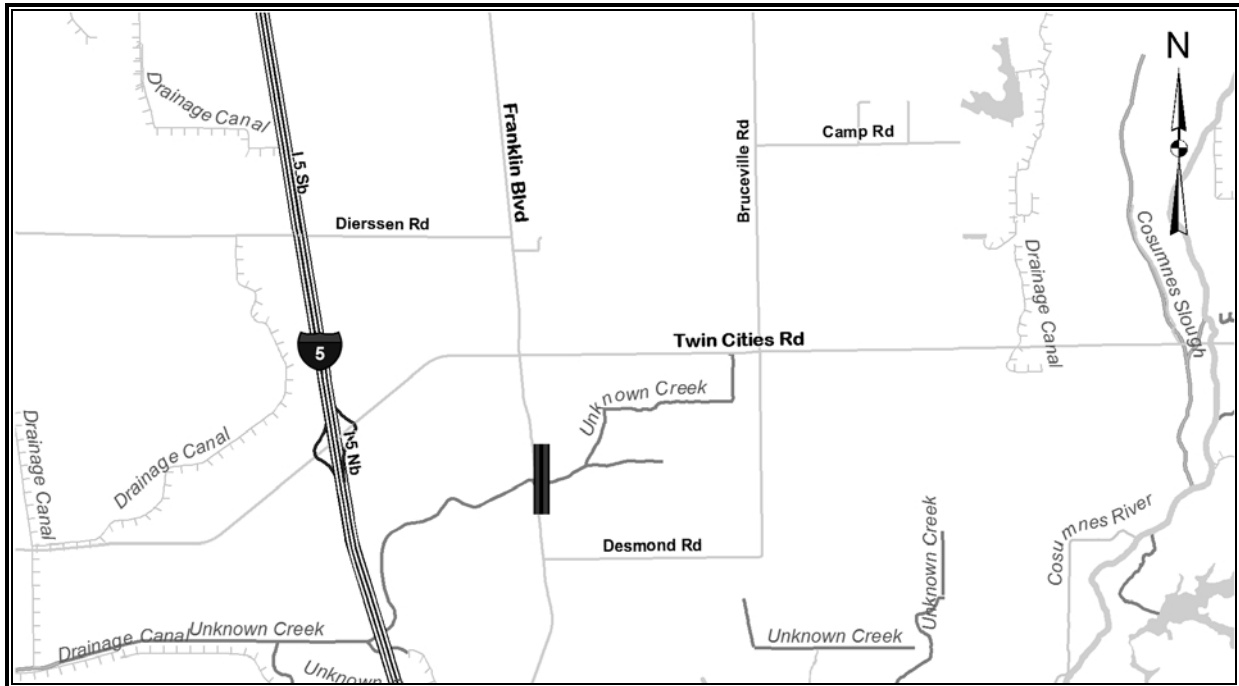 N
Drainage Canal
I 5 Sb
Franklin Blvd
Bruceville Rd
Camp Rd
Dierssen Rd
Cosumnes Slough
Drainage Canal
5
Twin Cities Rd
Unknown Creek
I 5 Nb
Drainage Canal
Drainage Canal
Desmond Rd
Unknown Creek
Cosumnes River
Drainage Canal
Unknown Creek
Unknown Creek
Unknown